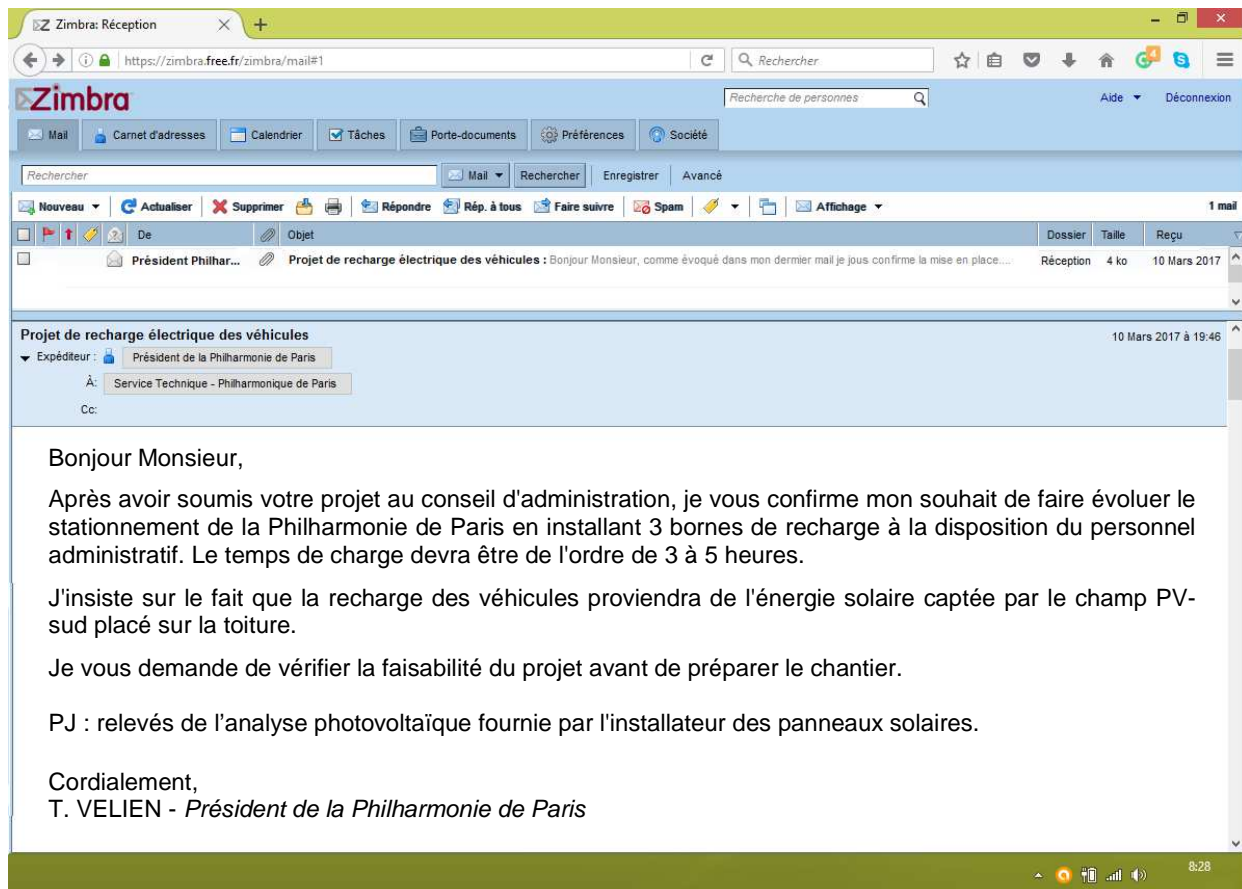 Zimbra: Réception
https://zimbra.free.fr/zimbra/mail#1
Rechercher
4
Zimbra
Recherche de personnes
Aide
Déconnexion
Mail Carnet d'adresses Calendrier Tâches Porte-documents Préférences Société
Rechercher Mail Rechercher Enregistrer Avancé
Nouveau Actualiser Supprimer Répondre Rép. à tous Faire suivre Spam Affichage 1 mail
De Objet Dossier Taille Reçu
Président Philhar... Projet de recharge électrique des véhicules : Bonjour Monsieur, comme évoqué dans mon dermier mail je jous confirme la mise en place.... Réception 4 ko 10 Mars 2017
Projet de recharge électrique des véhicules 10 Mars 2017 à 19:46
Expéditeur : Président de la Philharmonie de Paris
À: Service Technique - Philharmonique de Paris
Cc:
Bonjour Monsieur,
Après avoir soumis votre projet au conseil d'administration, je vous confirme mon souhait de faire évoluer le
stationnement de la Philharmonie de Paris en installant 3 bornes de recharge à la disposition du personnel
administratif. Le temps de charge devra être de l'ordre de 3 à 5 heures.
J'insiste sur le fait que la recharge des véhicules proviendra de l'énergie solaire captée par le champ PV-
sud placé sur la toiture.
Je vous demande de vérifier la faisabilité du projet avant de préparer le chantier.
PJ : relevés de l’analyse photovoltaïque fournie par l'installateur des panneaux solaires.
Cordialement,
T. VELIEN - Président de la Philharmonie de Paris
8:28